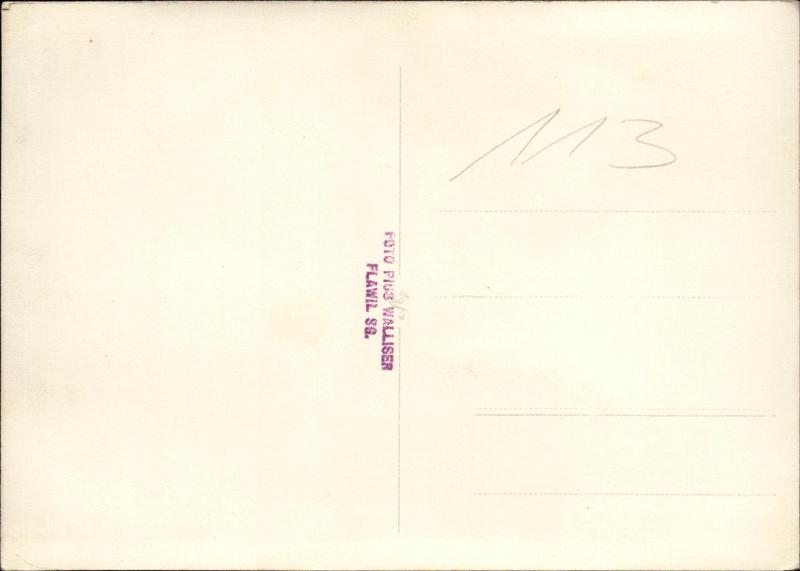 113
FOTO PIUS WALLISER
FLAWIL SG.